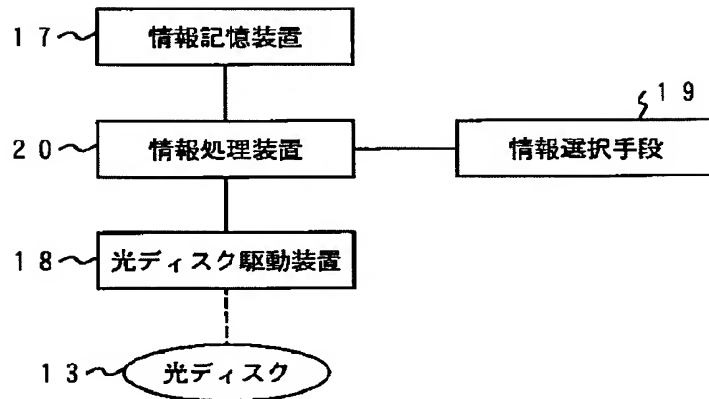 17 情報記憶装置
19
20 情報処理装置 情報選択手段
18 光ディスク駆動装置
13 光ディスク